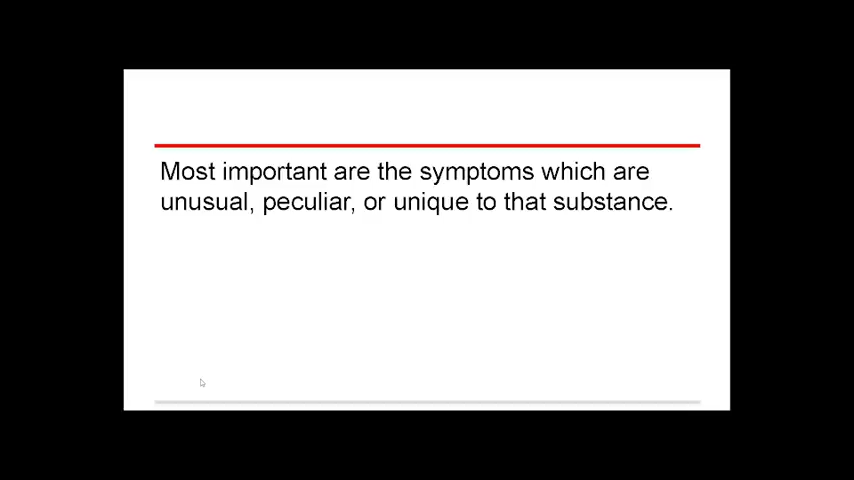 Most important are the symptoms which are
unusual, peculiar, or unique to that substance.